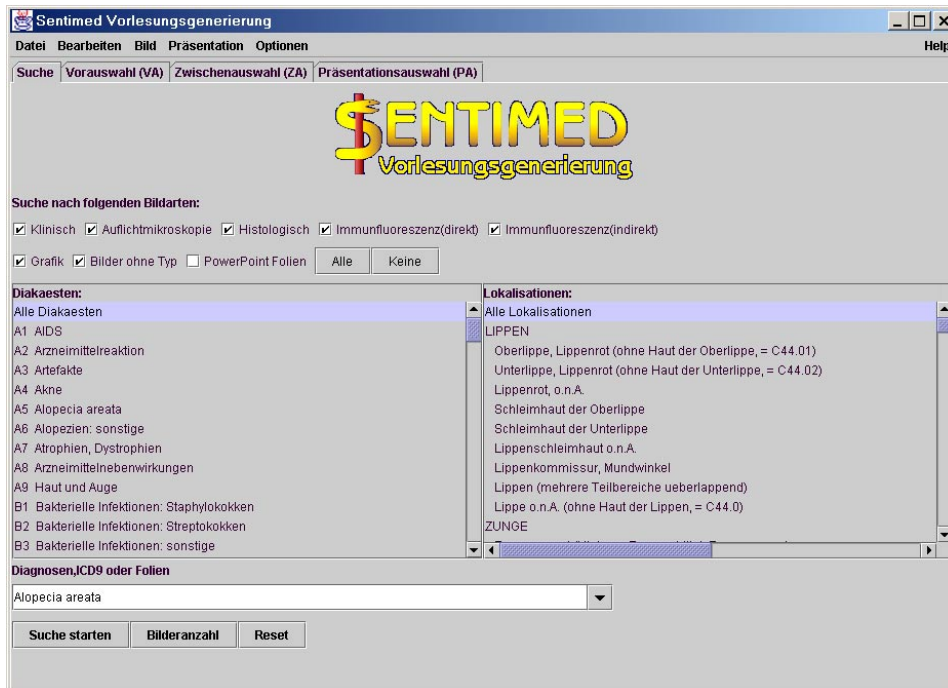 Sentimed Vorlesungsgenerierung
Datei Bearbeiten Bild Präsentation Optionen Help
Suche Vorauswahl (VA) Zwischenauswahl (ZA) Präsentationsauswahl (PA)
SENTIMED
Vorlesungsgenerierung
Suche nach folgenden Bildarten:
Klinisch Auflichtmikroskopie Histologisch Immunfluoreszenz(direkt) Immunfluoreszenz(indirekt)
Grafik Bilder ohne Typ PowerPoint Folien Alle Keine
Diakaesten:
Alle Diakaesten
A1 AIDS
A2 Arzneimittelreaktion
A3 Artefakte
A4 Akne
A5 Alopecia areata
A6 Alopezien: sonstige
A7 Atrophien, Dystrophien
A8 Arzneimittelnebenwirkungen
A9 Haut und Auge
B1 Bakterielle Infektionen: Staphylokokken
B2 Bakterielle Infektionen: Streptokokken
B3 Bakterielle Infektionen: sonstige
Lokalisationen:
Alle Lokalisationen
LIPPEN
Oberlippe, Lippenrot (ohne Haut der Oberlippe, = C44.01)
Unterlippe, Lippenrot (ohne Haut der Unterlippe, = C44.02)
Lippenrot, o.n.A.
Schleimhaut der Oberlippe
Schleimhaut der Unterlippe
Lippenschleimhaut o.n.A.
Lippenkommissur, Mundwinkel
Lippen (mehrere Teilbereiche ueberlappend)
Lippe o.n.A. (ohne Haut der Lippen, = C44.0)
ZUNGE
Diagnosen,ICD9 oder Folien
Alopecia areata
Suche starten Bilderanzahl Reset